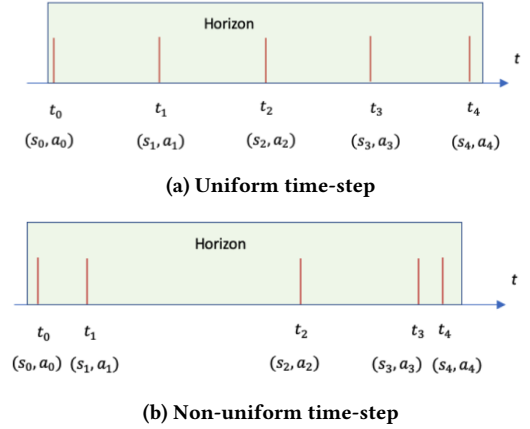 Horizon
t
t₀ t₁ t₂ t₃ t₄
(s₀, a₀) (s₁, a₁) (s₂, a₂) (s₃, a₃) (s₄, a₄)
(a) Uniform time-step
Horizon
t
t₀ t₁ t₂ t₃ t₄
(s₀, a₀) (s₁, a₁) (s₂, a₂) (s₃, a₃) (s₄, a₄)
(b) Non-uniform time-step